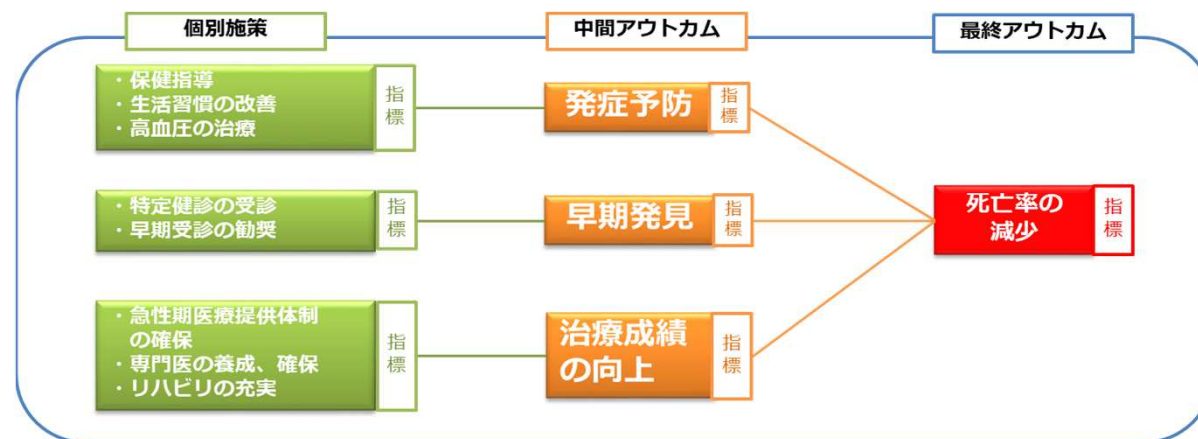 個別施策
中間アウトカム
最終アウトカム
・保健指導
・生活習慣の改善
・高血圧の治療
指標
発症予防
指標
・特定健診の受診
・早期受診の勧奨
指標
早期発見
指標
死亡率の
減少
指標
・急性期医療提供体制
の確保
・専門医の養成、確保
・リハビリの充実
指標
治療成績
の向上
指標